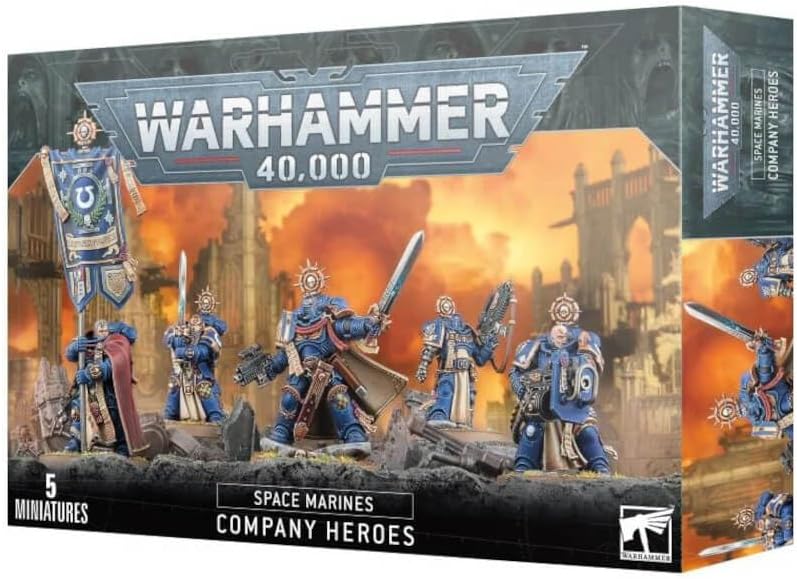 WARHAMMER
40,000
5
MINIATURES
SPACE MARINES
COMPANY HEROES
WARHAMMER
WARHAMMER
40,000
SPACE MARINES
COMPANY HEROES